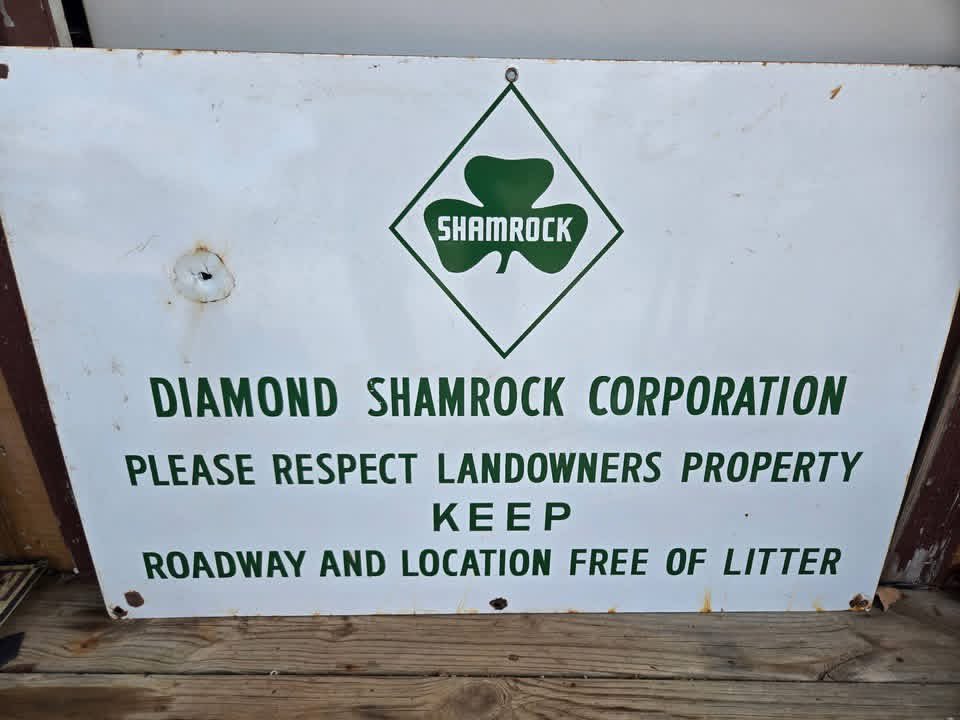 SHAMROCK
DIAMOND SHAMROCK CORPORATION
PLEASE RESPECT LANDOWNERS PROPERTY
KEEP
ROADWAY AND LOCATION FREE OF LITTER